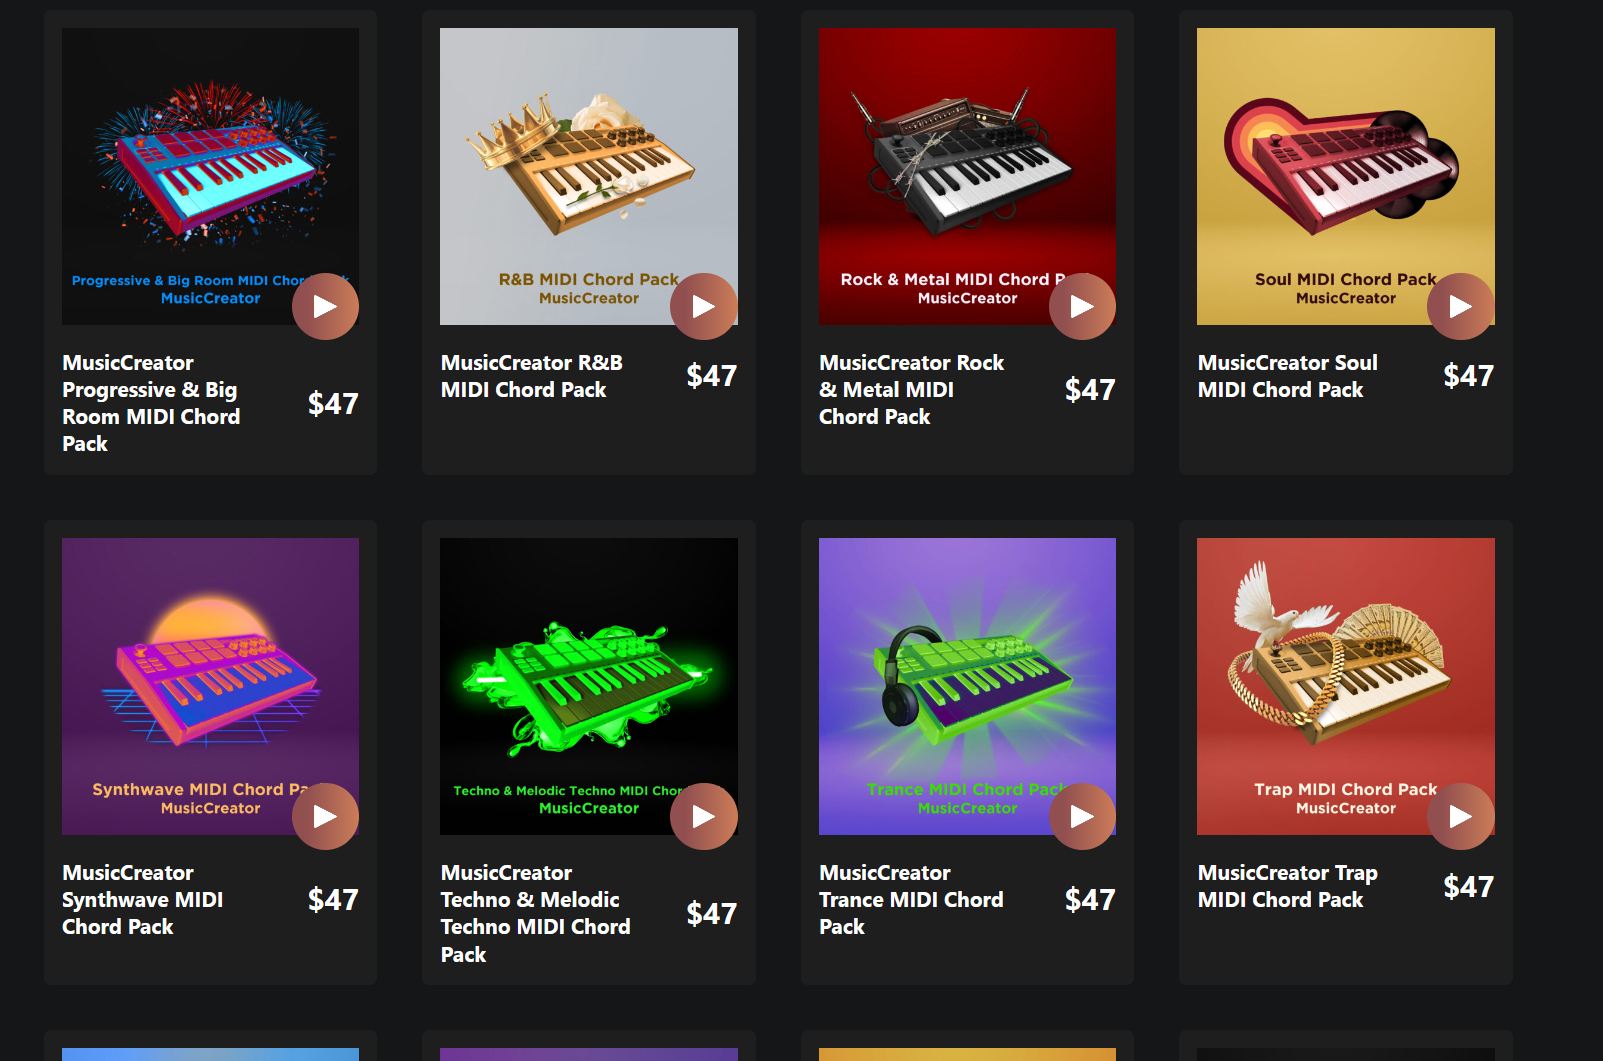 Progressive & Big Room MIDI Chor
MusicCreator
R&B MIDI Chord Pack
MusicCreator
Rock & Metal MIDI Chord
MusicCreator
Soul MIDI Chord Pack
MusicCreator
MusicCreator
Progressive & Big
Room MIDI Chord
Pack
$47
MusicCreator R&B
MIDI Chord Pack
$47
MusicCreator Rock
& Metal MIDI
Chord Pack
$47
MusicCreator Soul
MIDI Chord Pack
$47
Synthwave MIDI Chord Pa
MusicCreator
Techno & Melodic Techno MIDI Chor
MusicCreator
Trance MIDI Chord Pack
MusicCreator
Trap MIDI Chord Pack
MusicCreator
MusicCreator
Synthwave MIDI
Chord Pack
$47
MusicCreator
Techno & Melodic
Techno MIDI Chord
Pack
$47
MusicCreator
Trance MIDI Chord
Pack
$47
MusicCreator Trap
MIDI Chord Pack
$47